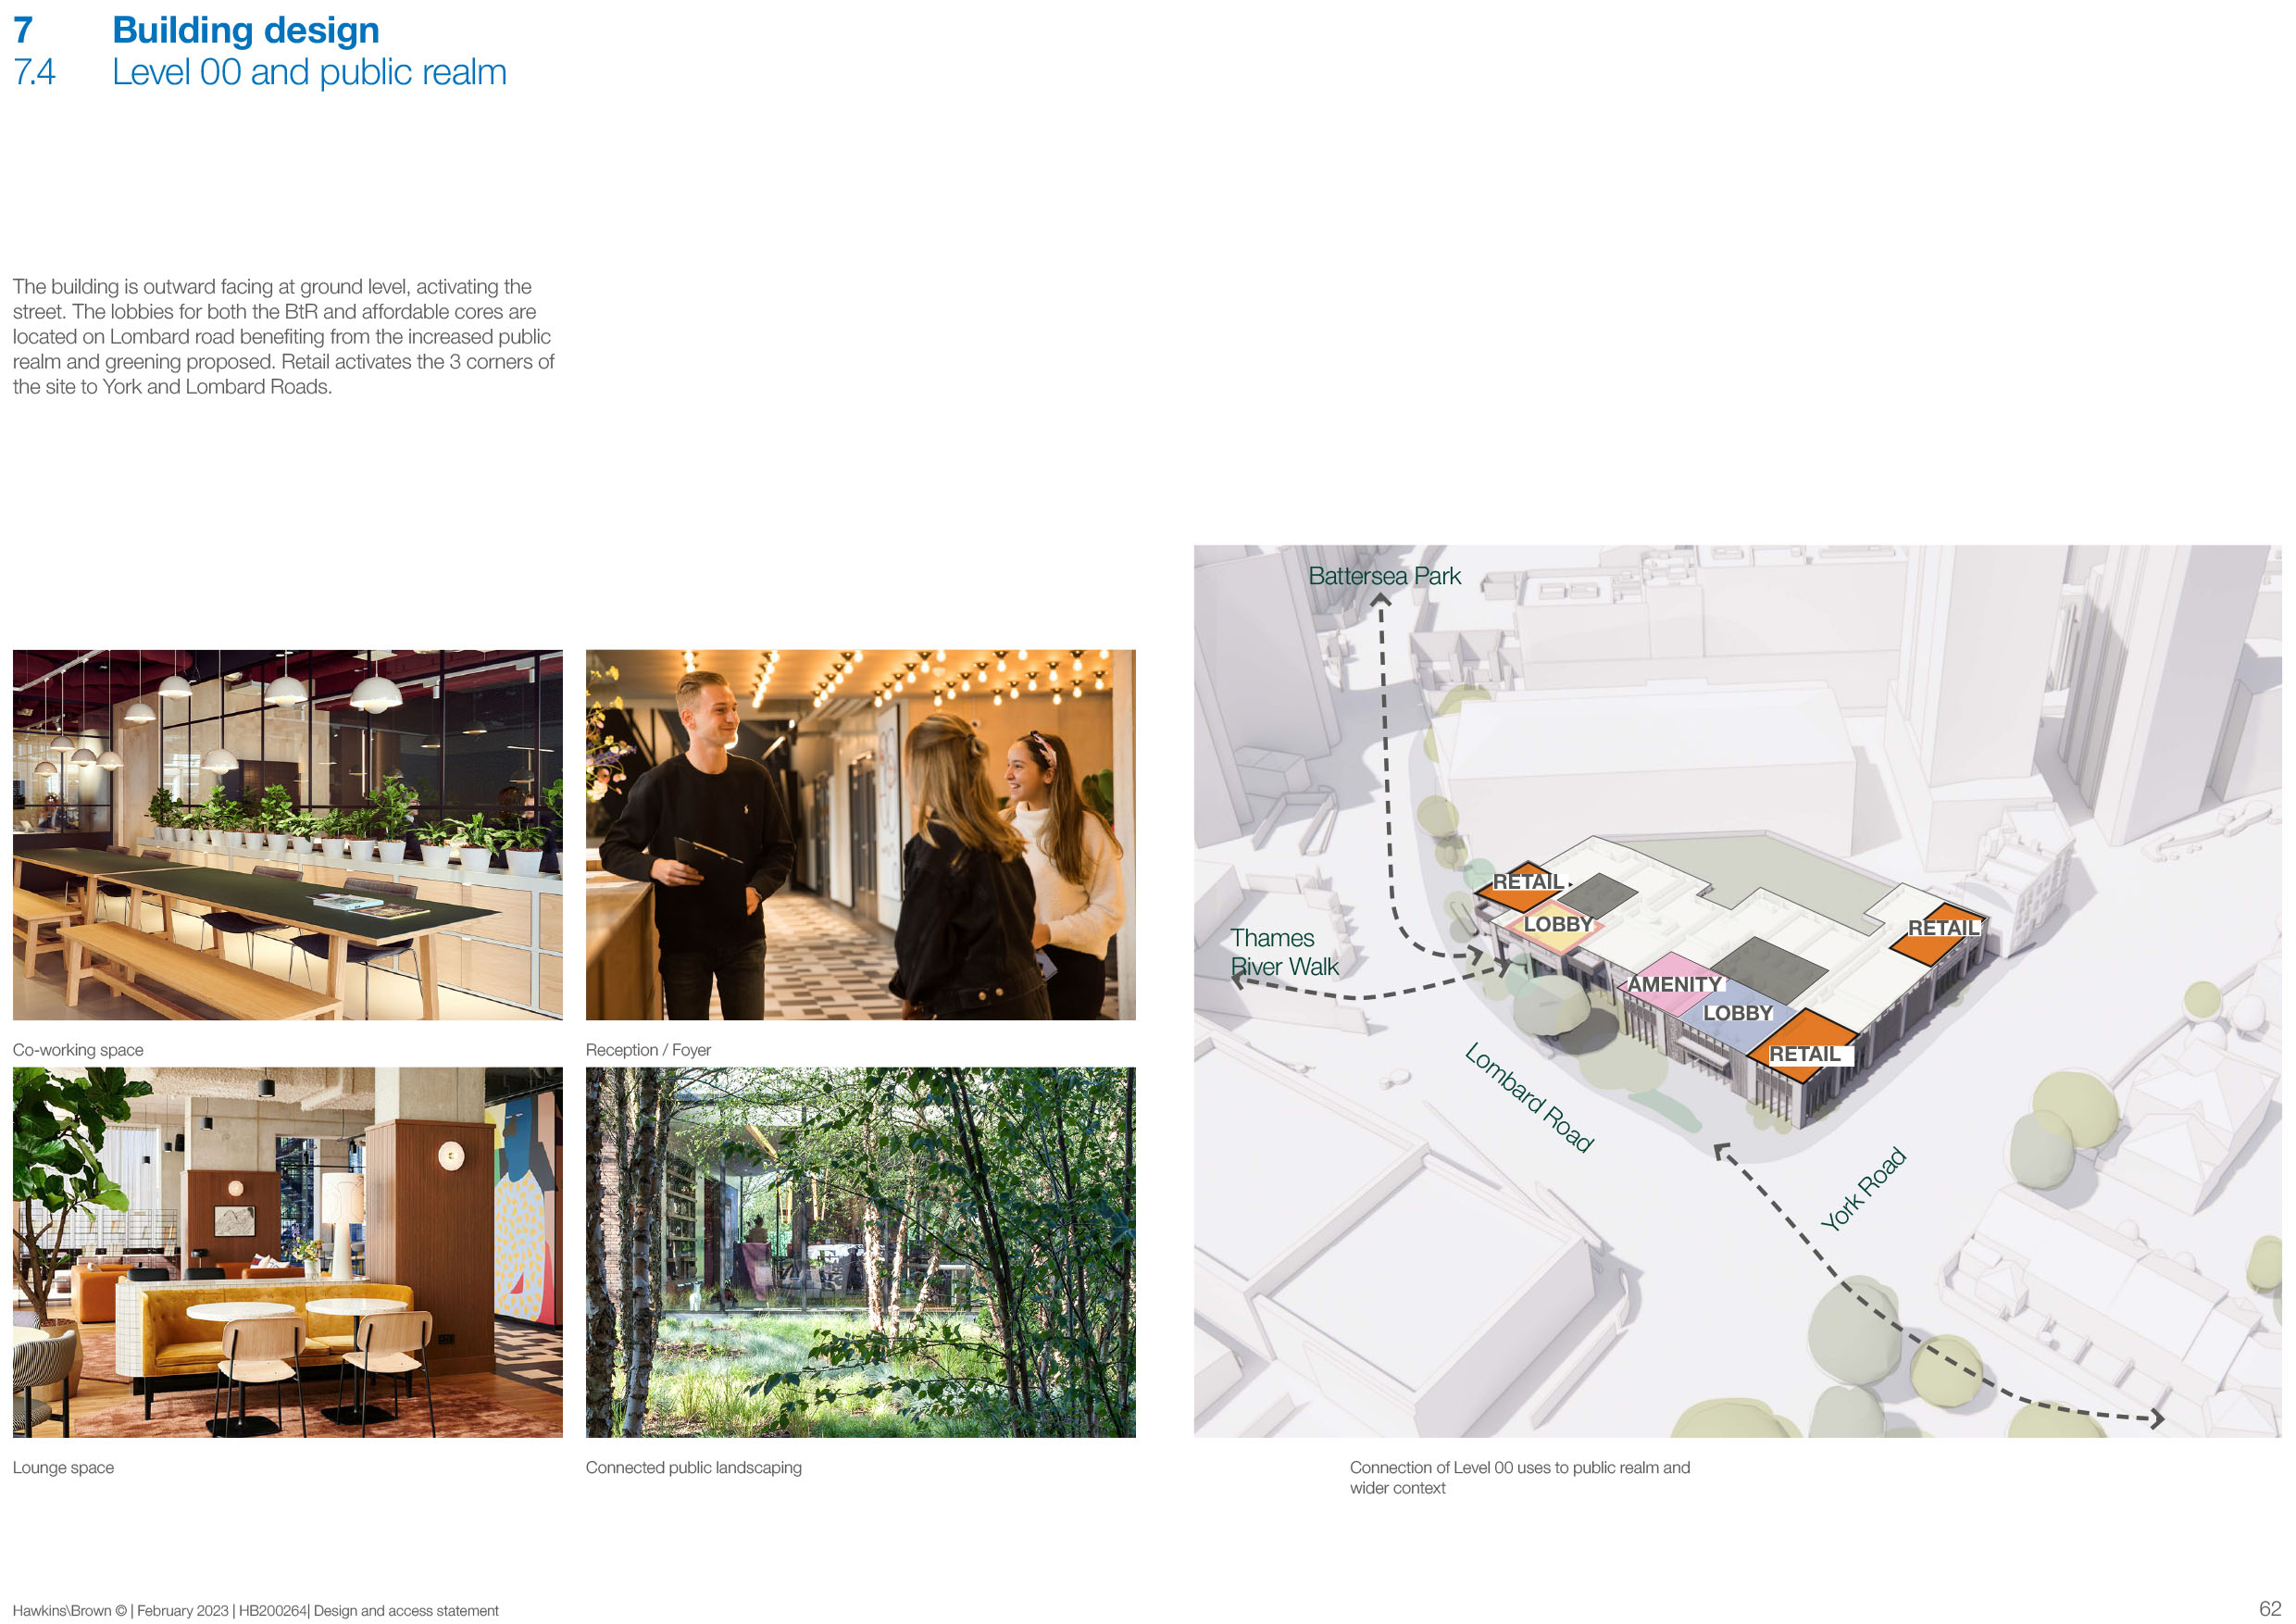 7 Building design
7.4 Level 00 and public realm
The building is outward facing at ground level, activating the
street. The lobbies for both the BtR and affordable cores are
located on Lombard road benefiting from the increased public
realm and greening proposed. Retail activates the 3 corners of
the site to York and Lombard Roads.
Co-working space
Reception / Foyer
Lounge space
Connected public landscaping
Battersea Park
Thames
River Walk
RETAIL
LOBBY
RETAIL
AMENITY
LOBBY
RETAIL
Lombard Road
York Road
Connection of Level 00 uses to public realm and
wider context
Hawkins\Brown © | February 2023 | HB200264| Design and access statement
62